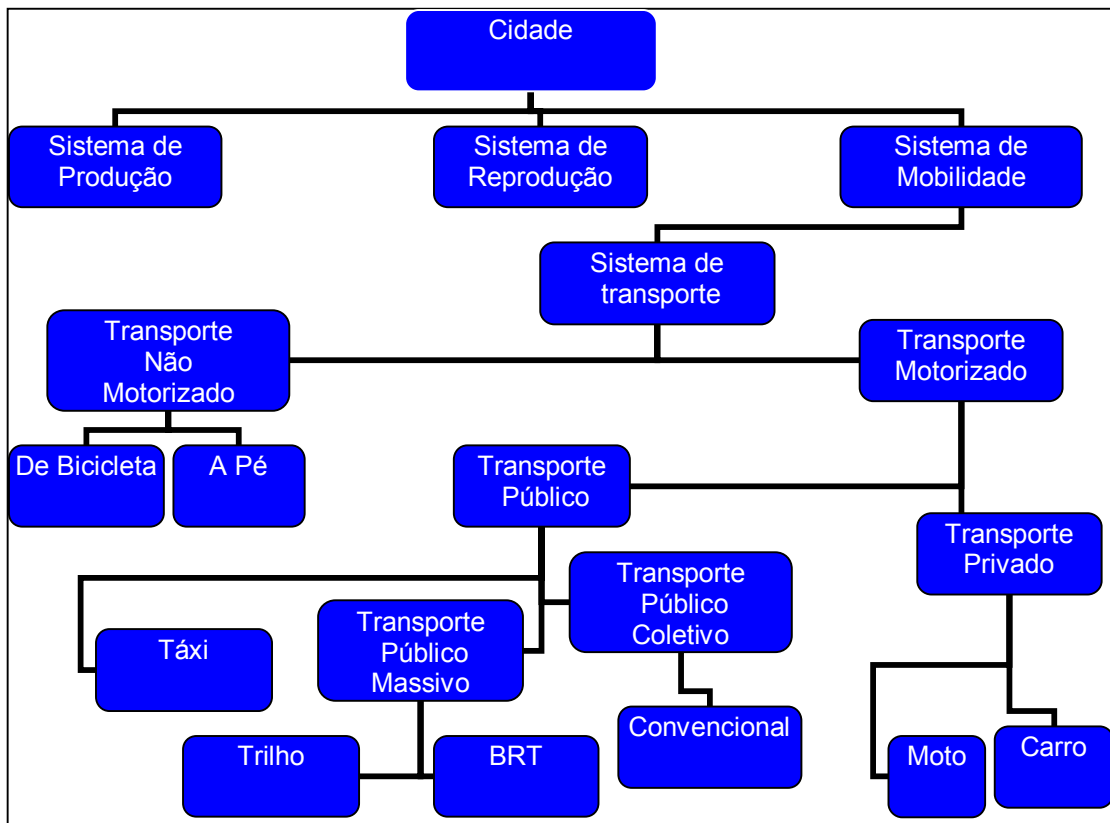 Cidade
Sistema de
Produção
Sistema de
Reprodução
Sistema de
Mobilidade
Sistema de
transporte
Transporte
Não
Motorizado
Transporte
Motorizado
De Bicicleta
A Pé
Transporte
Público
Transporte
Privado
Transporte
Público
Coletivo
Transporte
Público
Massivo
Táxi
Convencional
Trilho
BRT
Moto
Carro